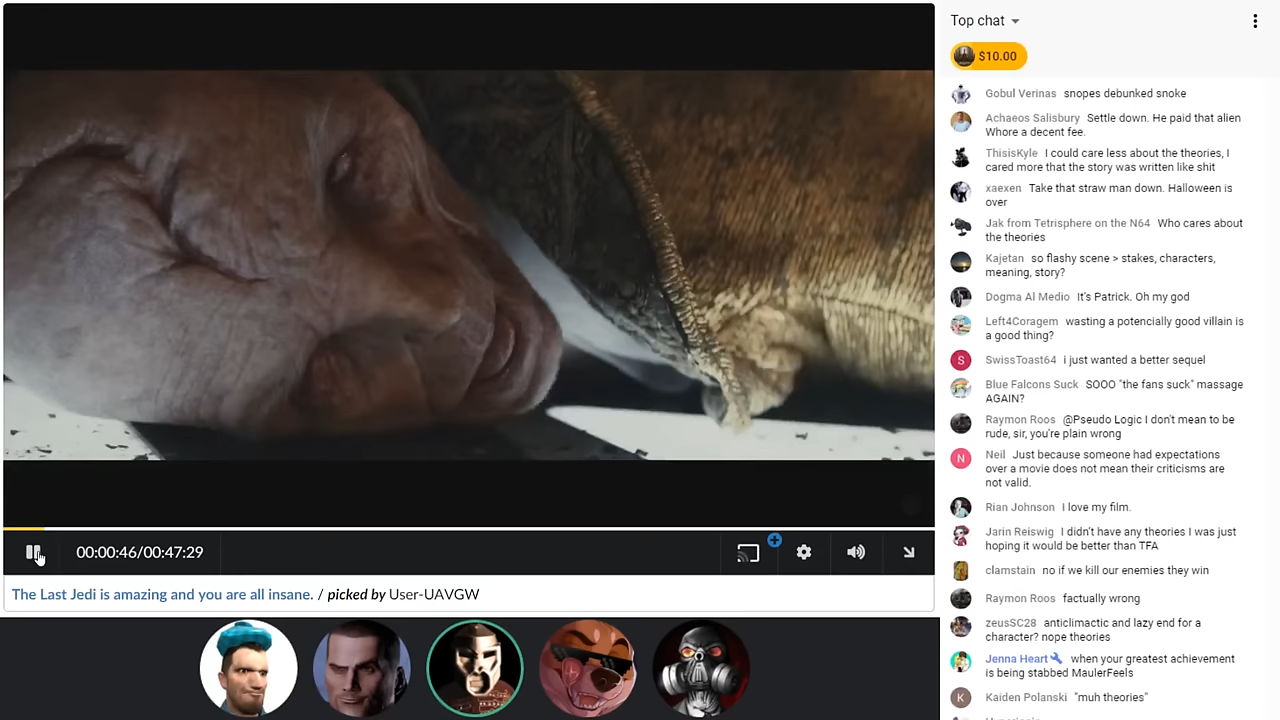 Top chat
$10.00
Gobul Verinas snopes debunked snoke
Achaeos Salisbury Settle down. He paid that alien
Whore a decent fee.
ThisisKyle I could care less about the theories, I
cared more that the story was written like shit
xaexen Take that straw man down. Halloween is
over
Jak from Tetrisphere on the N64 Who cares about
the theories
Kajetan so flashy scene > stakes, characters,
meaning, story?
Dogma Al Medio It's Patrick. Oh my god
Left4Coragem wasting a potencially good villain is
a good thing?
SwissToast64 i just wanted a better sequel
Blue Falcons Suck SOOO "the fans suck" massage
AGAIN?
Raymon Roos @Pseudo Logic I don't mean to be
rude, sir, you're plain wrong
Neil Just because someone had expectations
over a movie does not mean their criticisms are
not valid.
Rian Johnson I love my film.
Jarin Reiswig I didn't have any theories I was just
hoping it would be better than TFA
clamstain no if we kill our enemies they win
Raymon Roos factually wrong
zeusSC28 anticlimactic and lazy end for a
character? nope theories
Jenna Heart when your greatest achievement
is being stabbed MaulerFeels
Kaiden Polanski "muh theories"
00:00:46/00:47:29
The Last Jedi is amazing and you are all insane. / picked by User-UAVGW